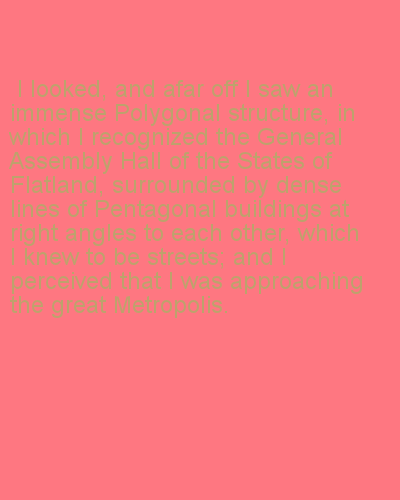 I looked, and afar off I saw an
immense Polygonal structure, in
which I recognized the General
Assembly Hall of the States of
Flatland, surrounded by dense
lines of Pentagonal buildings at
right angles to each other, which
I knew to be streets; and I
perceived that I was approaching
the great Metropolis.